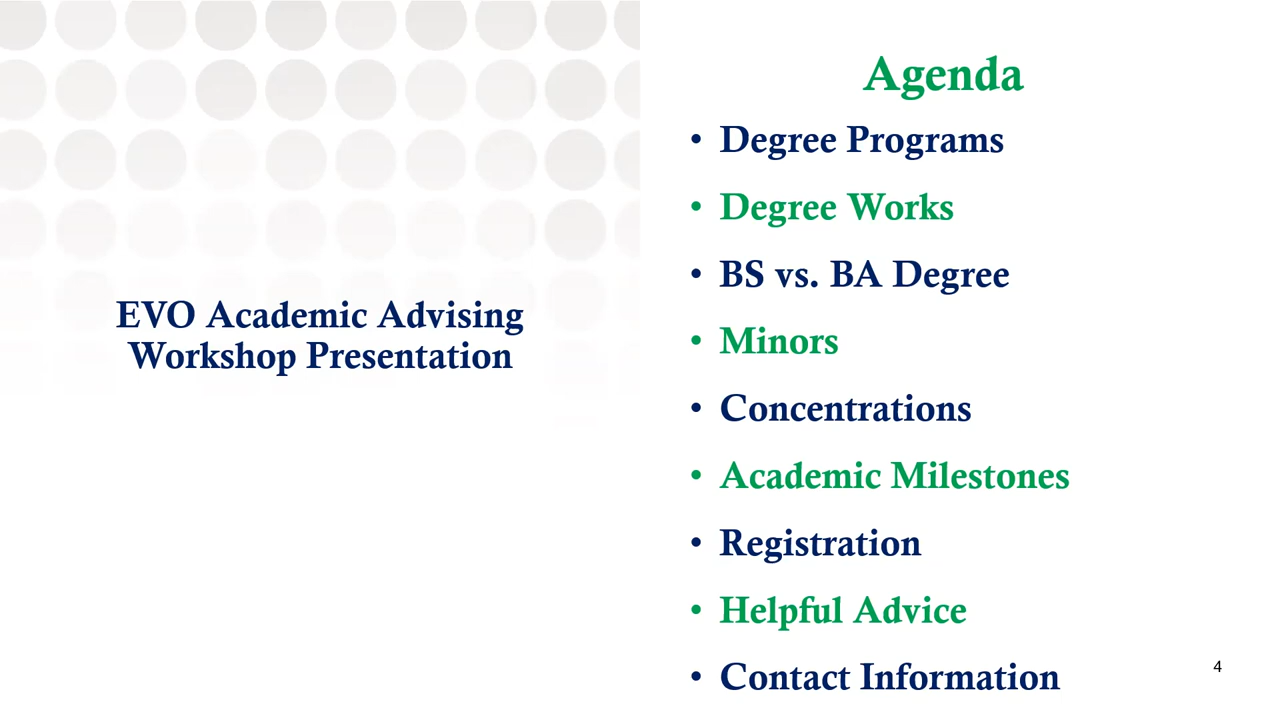 EVO Academic Advising
Workshop Presentation
Agenda
• Degree Programs
• Degree Works
• BS vs. BA Degree
• Minors
• Concentrations
• Academic Milestones
• Registration
• Helpful Advice
• Contact Information
4